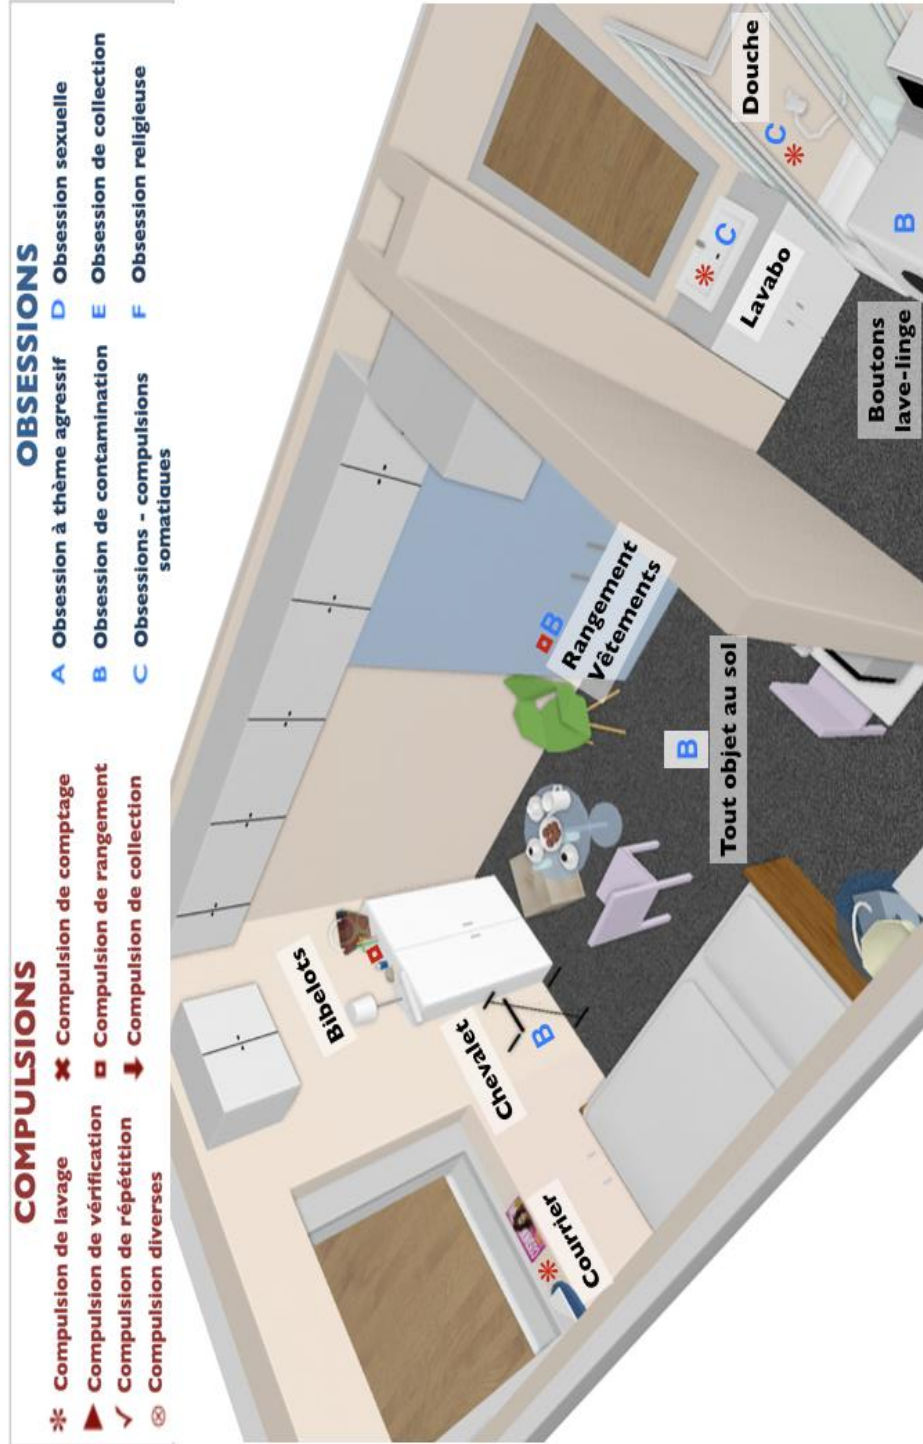 COMPULSIONS
Compulsion de lavage
Compulsion de vérification
Compulsion de répétition
Compulsion diverses
Compulsion de comptage
Compulsion de rangement
Compulsion de collection
OBSESSIONS
A Obsession à thème agressif
B Obsession de contamination
C Obsessions - compulsions
somatiques
D Obsession sexuelle
E Obsession de collection
F Obsession religieuse
Bibelots
Chevalet
B
Courrier
B
Rangement
Vêtements
B
Tout objet au sol
- C
Lavabo
Douche
C
B
Boutons
lave-linge